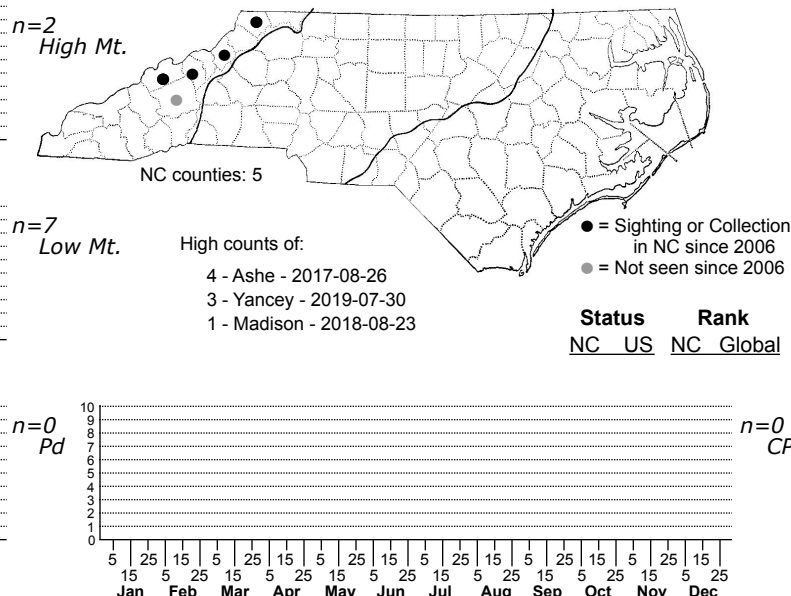 n=2
High Mt.
NC counties: 5
n=7
Low Mt.
High counts of:
4 - Ashe - 2017-08-26
3 - Yancey - 2019-07-30
1 - Madison - 2018-08-23
● = Sighting or Collection
in NC since 2006
● = Not seen since 2006
Status Rank
NC US NC Global
n=0
Pd
10
9
8
7
6
5
4
3
2
1
0
n=0
CP
5 25 15 5 25 15 5 25 15 5 25 15 5 25 15 5 25 15
15 5 25 15 5 25 15 5 25 15 5 25 15 5 25 15 5 25
Jan Feb Mar Apr May Jun Jul Aug Sep Oct Nov Dec